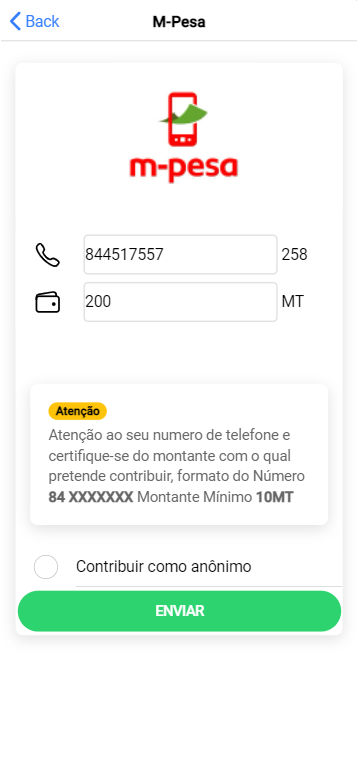 Back
M-Pesa
m-pesa
844517557 258
200 MT
Atenção
Atenção ao seu numero de telefone e
certifique-se do montante com o qual
pretende contribuir, formato do Número
84 XXXXXXX Montante Mínimo 10MT
Contribuir como anônimo
ENVIAR